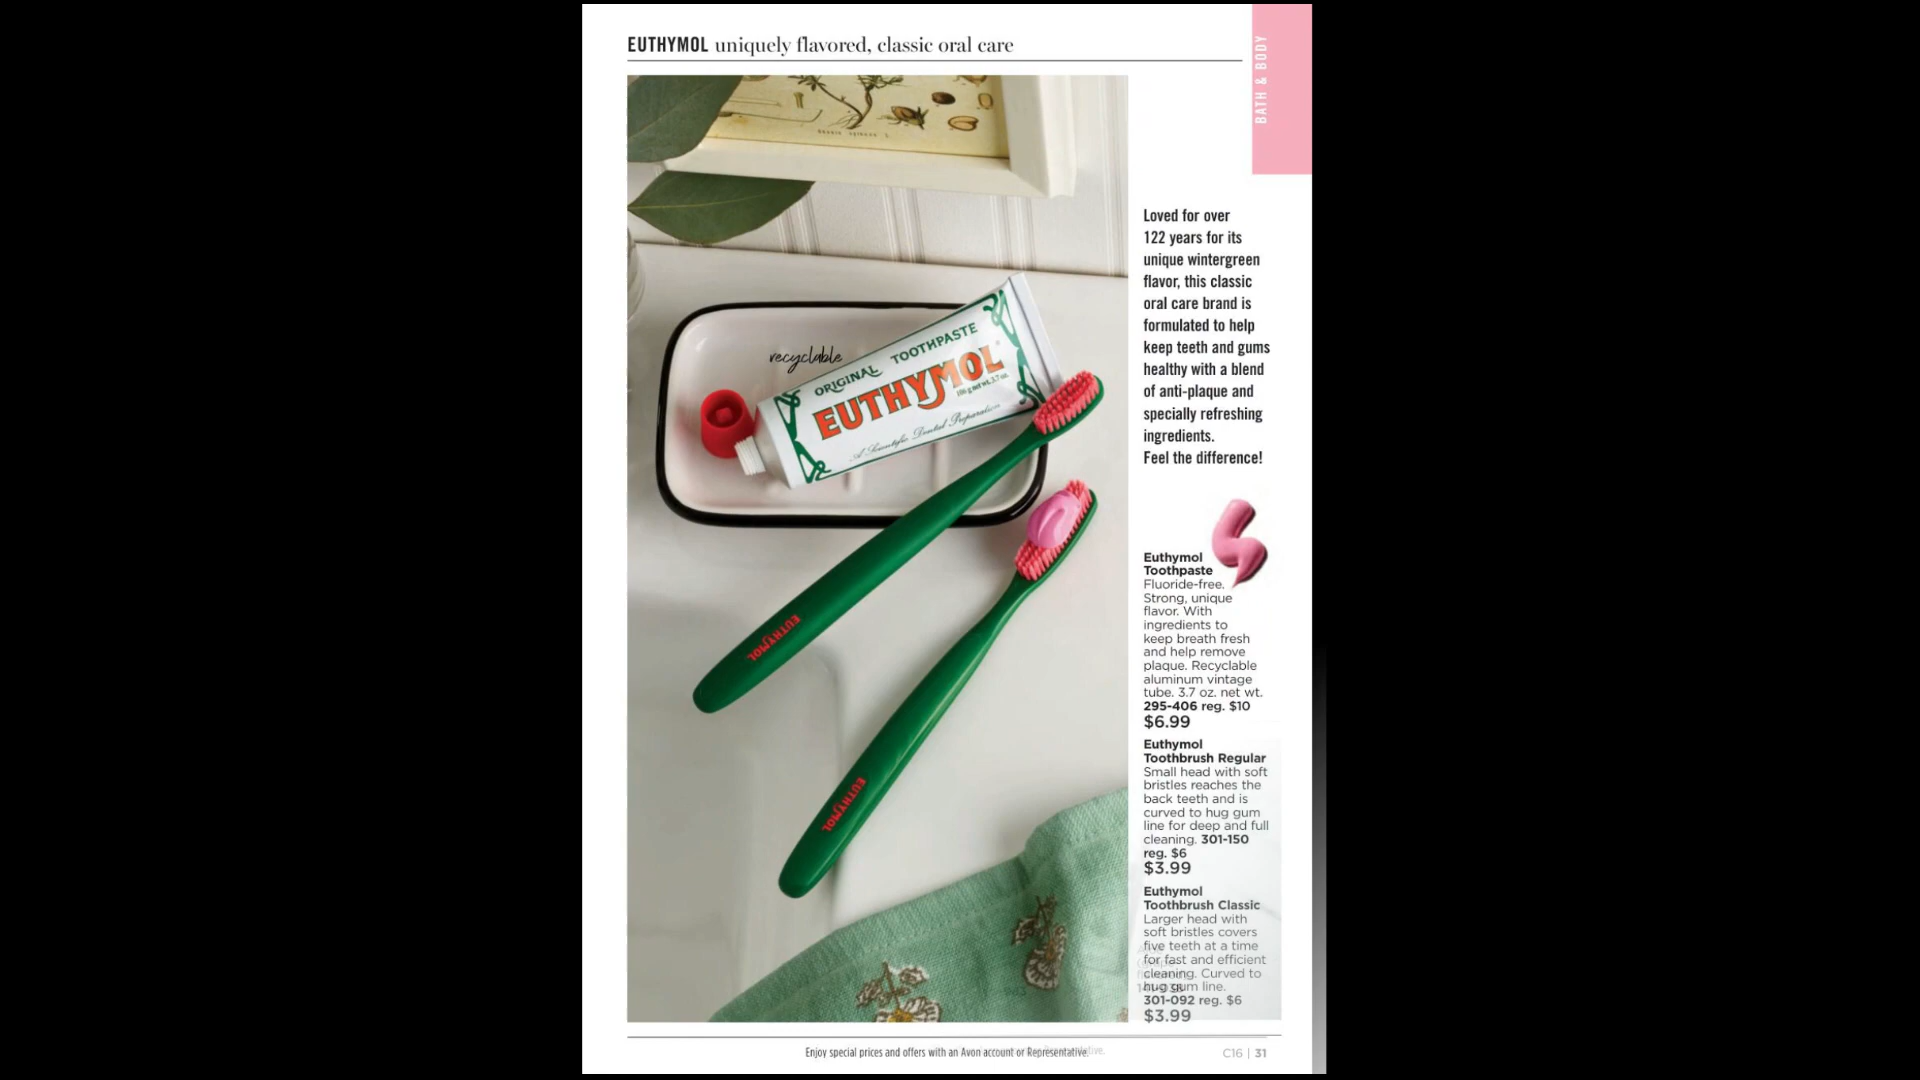 EUTHYMOL uniquely flavored, classic oral care
BATH & BODY
recyclable
ORIGINAL TOOTHPASTE
EUTHYMOL
106 g net wt. 3.7 oz.
A Scientific Dental Preparation
EUTHYMOL
EUTHYMOL
Loved for over
122 years for its
unique wintergreen
flavor, this classic
oral care brand is
formulated to help
keep teeth and gums
healthy with a blend
of anti-plaque and
specially refreshing
ingredients.
Feel the difference!
Euthymol
Toothpaste
Fluoride-free.
Strong, unique
flavor. With
ingredients to
keep breath fresh
and help remove
plaque. Recyclable
aluminum vintage
tube. 3.7 oz. net wt.
295-406 reg. $10
$6.99
Euthymol
Toothbrush Regular
Small head with soft
bristles reaches the
back teeth and is
curved to hug gum
line for deep and full
cleaning. 301-150
reg. $6
$3.99
Euthymol
Toothbrush Classic
Larger head with
soft bristles covers
five teeth at a time
for fast and efficient
cleaning. Curved to
hug gum line.
301-092 reg. $6
$3.99
Enjoy special prices and offers with an Avon account or Representative.
C16 | 31